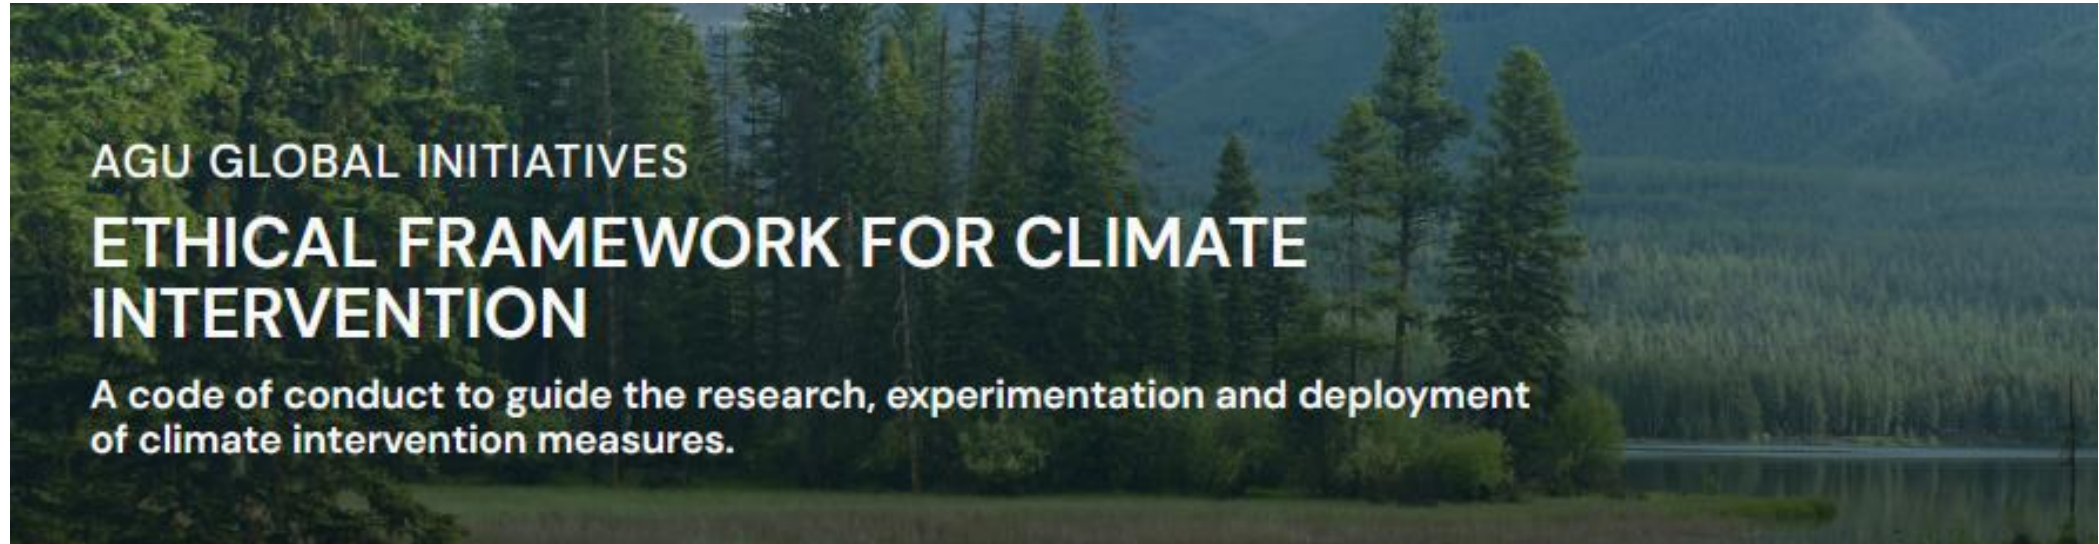 AGU GLOBAL INITIATIVES
ETHICAL FRAMEWORK FOR CLIMATE
INTERVENTION
A code of conduct to guide the research, experimentation and deployment
of climate intervention measures.